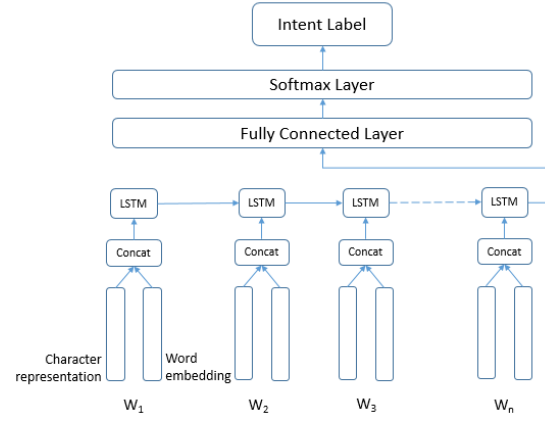 Intent Label
Softmax Layer
Fully Connected Layer
LSTM LSTM LSTM LSTM
Concat Concat Concat Concat
Character representation
Word embedding
W₁ W₂ W₃ Wₙ